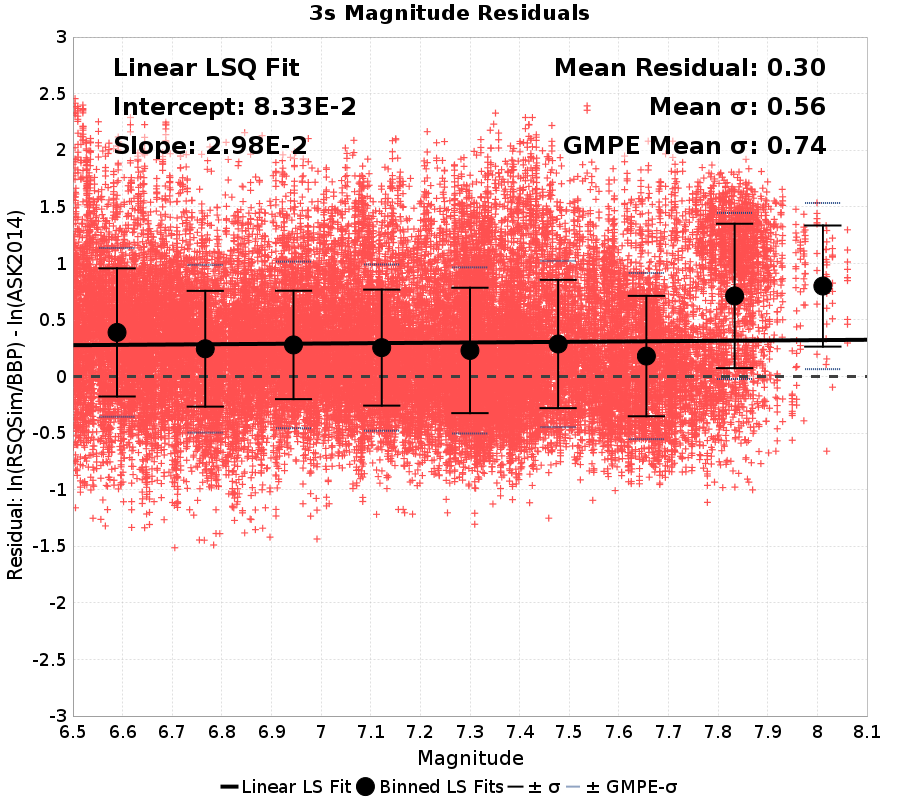 3s Magnitude Residuals
Linear LSQ Fit
Intercept: 8.33E-2
Slope: 2.98E-2
Mean Residual: 0.30
Mean σ: 0.56
GMPE Mean σ: 0.74
Residual: ln(RSQSim/BBP) - ln(ASK2014)
3
2.5
2
1.5
1
0.5
0
-0.5
-1
-1.5
-2
-2.5
-3
6.5 6.6 6.7 6.8 6.9 7 7.1 7.2 7.3 7.4 7.5 7.6 7.7 7.8 7.9 8 8.1
Magnitude
Linear LS Fit Binned LS Fits ± σ ± GMPE-σ